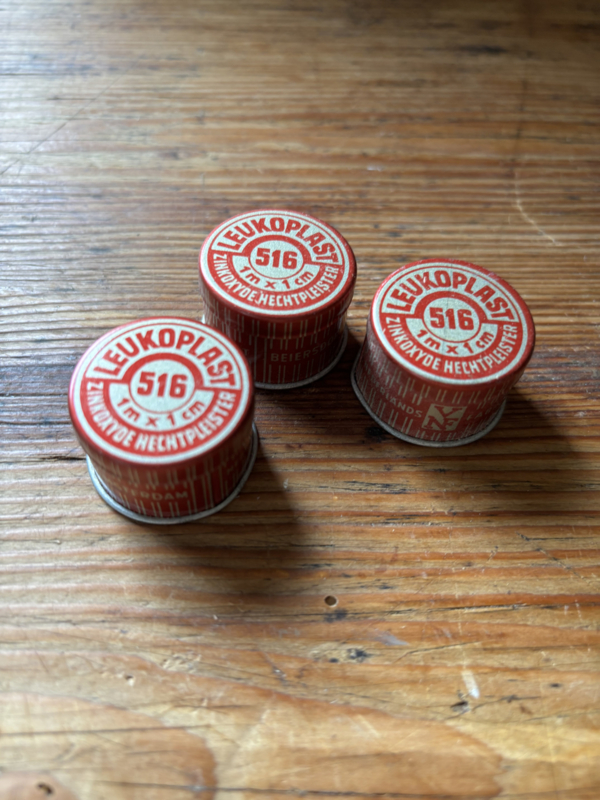 LEUKOPLAST
516
1m x 1cm
ZINKOXYDE HECHTPLEISTER
LEUKOPLAST
516
1m x 1cm
ZINKOXYDE HECHTPLEISTER
LEUKOPLAST
516
1m x 1cm
ZINKOXYDE HECHTPLEISTER